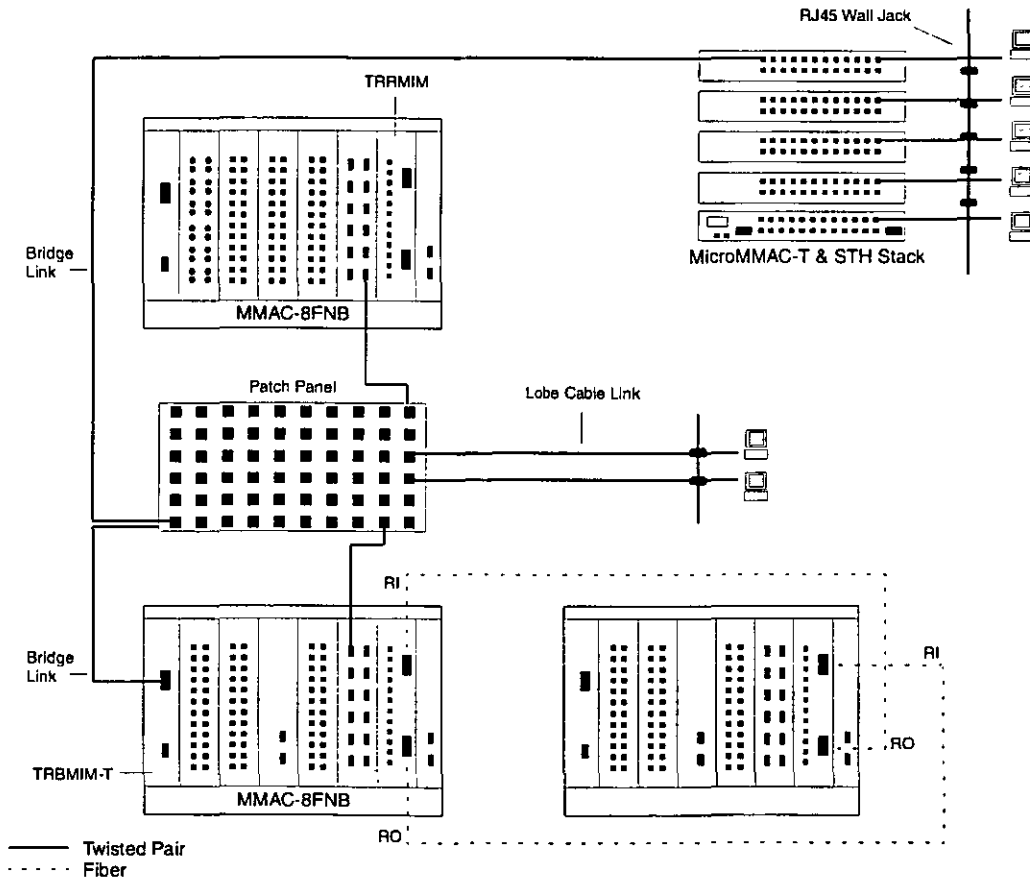 RJ45 Wall Jack
TRRMIM
Bridge
Link
MicroMMAC-T & STH Stack
MMAC-8FNB
Patch Panel
Lobe Cable Link
RI
Bridge
Link
RI
RO
TRBMIM-T
MMAC-8FNB
RO
Twisted Pair
Fiber